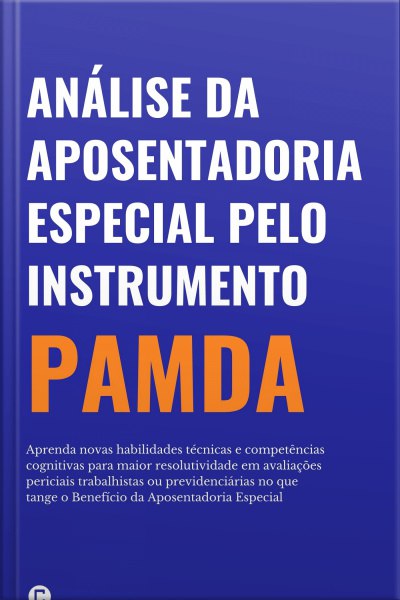 ANÁLISE DA
APOSENTADORIA
ESPECIAL PELO
INSTRUMENTO
PAMDA
Aprenda novas habilidades técnicas e competências
cognitivas para maior resolutividade em avaliações
periciais trabalhistas ou previdenciárias no que
tange o Benefício da Aposentadoria Especial